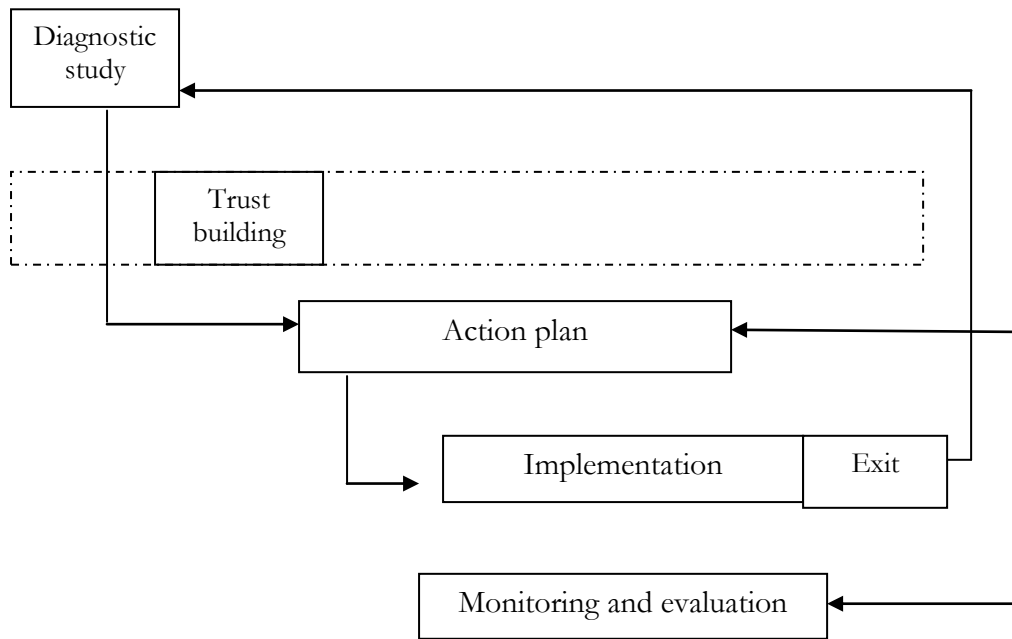 Diagnostic
study
Trust
building
Action plan
Implementation
Exit
Monitoring and evaluation